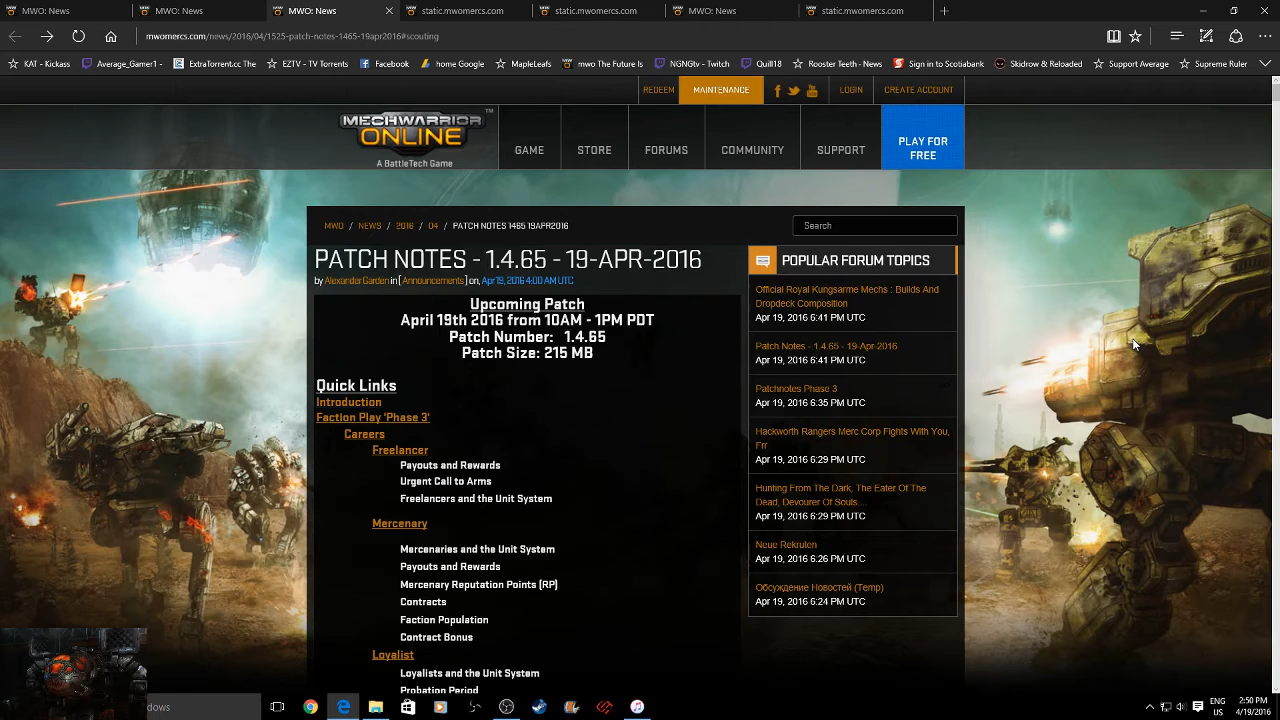 MWO: News
MWO: News
MWO: News
static.mwomercs.com
static.mwomercs.com
MWO: News
static.mwomercs.com
mwomercs.com/news/2016/04/1525-patch-notes-1465-19apr2016#scouting
KAT - Kickass
Average_Gamer1 -
ExtraTorrent.cc The
EZTV - TV Torrents
Facebook
home Google
MapleLeafs
mwo The Future Is
NGNGtv - Twitch
Quill18
Rooster Teeth - News
Sign in to Scotiabank
Skidrow & Reloaded
Support Average
Supreme Ruler
REDEEM
MAINTENANCE
LOGIN
CREATE ACCOUNT
MECHWARRIOR
ONLINE
TM
A BattleTech Game
GAME
STORE
FORUMS
COMMUNITY
SUPPORT
PLAY FOR
FREE
MWO / NEWS / 2016 / 04 / PATCH NOTES 1465 19APR2016
Search
PATCH NOTES - 1.4.65 - 19-APR-2016
by Alexander Garden in [ Announcements ] on, Apr 19, 2016 4:00 AM UTC
Upcoming Patch
April 19th 2016 from 10AM - 1PM PDT
Patch Number: 1.4.65
Patch Size: 215 MB
Quick Links
Introduction
Faction Play 'Phase 3'
Careers
Freelancer
Payouts and Rewards
Urgent Call to Arms
Freelancers and the Unit System
Mercenary
Mercenaries and the Unit System
Payouts and Rewards
Mercenary Reputation Points (RP)
Contracts
Faction Population
Contract Bonus
Loyalist
Loyalists and the Unit System
Probation Period
POPULAR FORUM TOPICS
Official Royal Kungsarme Mechs : Builds And
Dropdeck Composition
Apr 19, 2016 6:41 PM UTC
Patch Notes - 1.4.65 - 19-Apr-2016
Apr 19, 2016 6:41 PM UTC
Patchnotes Phase 3
Apr 19, 2016 6:35 PM UTC
Hackworth Rangers Merc Corp Fights With You,
Frr
Apr 19, 2016 6:29 PM UTC
Hunting From The Dark, The Eater Of The
Dead, Devourer Of Souls....
Apr 19, 2016 6:29 PM UTC
Neue Rekruten
Apr 19, 2016 6:26 PM UTC
Обсуждение Новостей (Temp)
Apr 19, 2016 6:24 PM UTC
dows
ENG
US
2:50 PM
4/19/2016